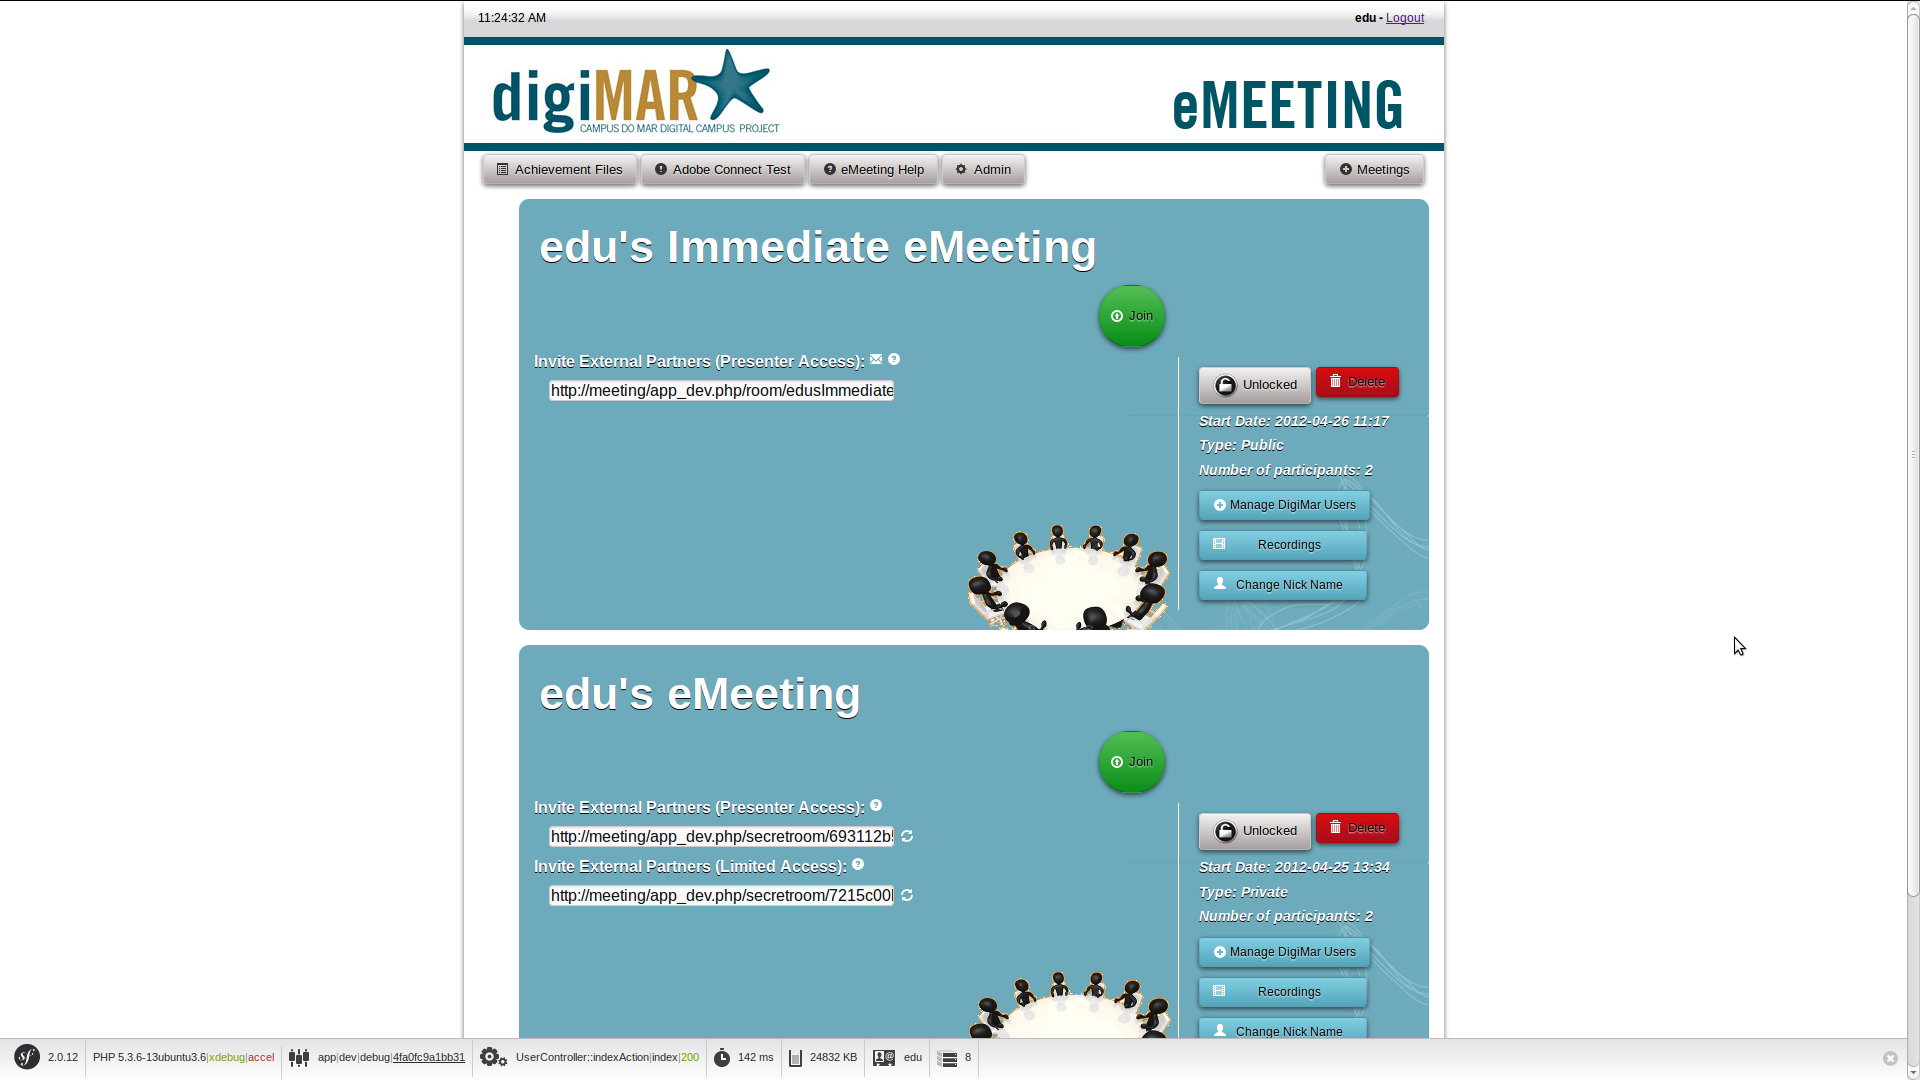 11:24:32 AM
edu - Logout
digiMAR
CAMPUS DO MAR DIGITAL CAMPUS PROJECT
eMEETING
Achievement Files
Adobe Connect Test
eMeeting Help
Admin
Meetings
edu's Immediate eMeeting
Join
Invite External Partners (Presenter Access):
http://meeting/app_dev.php/room/edusImmediate
Unlocked
Delete
Start Date: 2012-04-26 11:17
Type: Public
Number of participants: 2
Manage DigiMar Users
Recordings
Change Nick Name
edu's eMeeting
Join
Invite External Partners (Presenter Access):
http://meeting/app_dev.php/secretroom/693112b
Invite External Partners (Limited Access):
http://meeting/app_dev.php/secretroom/7215c00
Unlocked
Delete
Start Date: 2012-04-25 13:34
Type: Private
Number of participants: 2
Manage DigiMar Users
Recordings
Change Nick Name
sf 2.0.12
PHP 5.3.6-13ubuntu3.6|xdebug|accel
app|dev|debug|4fa0fc9a1bb31
UserController::indexAction|index|200
142 ms
24832 KB
edu
8